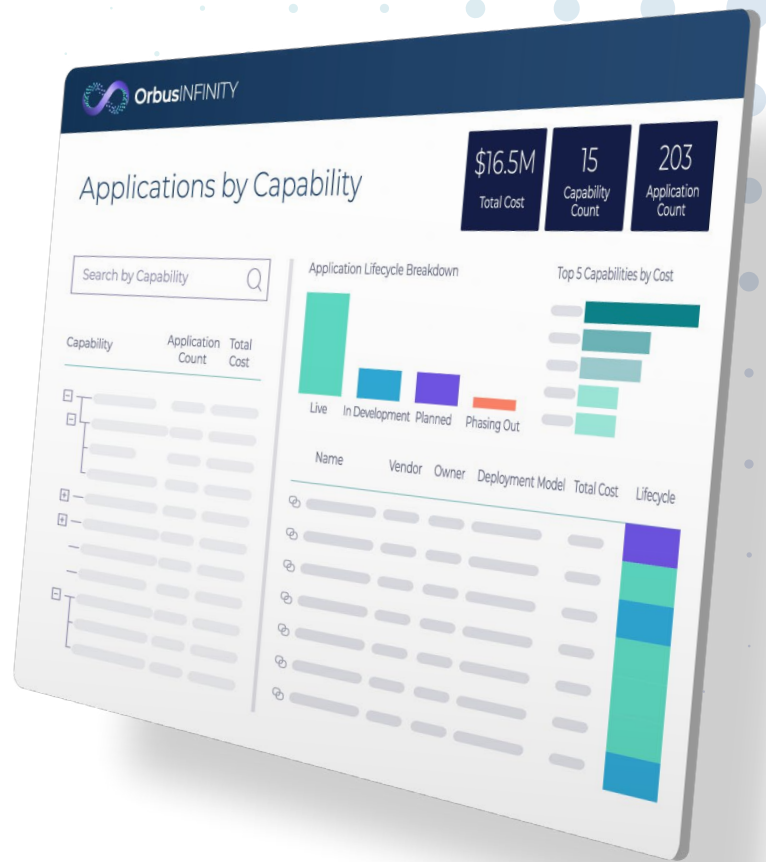 OrbusINFINITY
Applications by Capability
$16.5M
Total Cost
15
Capability
Count
203
Application
Count
Search by Capability
Capability
Application
Count
Total
Cost
Application Lifecycle Breakdown
Live
In Development
Planned
Phasing Out
Top 5 Capabilities by Cost
Name
Vendor
Owner
Deployment Model
Total Cost
Lifecycle